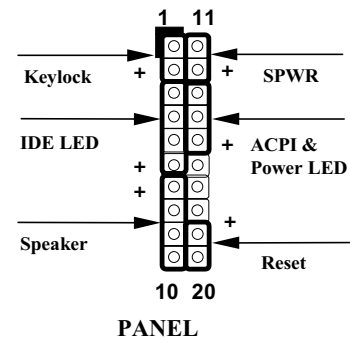 1 11
Keylock + + SPWR
IDE LED + ACPI &
Power LED
+
+
Speaker + Reset
10 20
PANEL